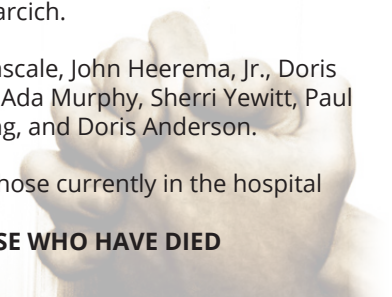 arcich.
ascale, John Heerema, Jr., Doris
Ada Murphy, Sherri Yewitt, Paul
ng, and Doris Anderson.
hose currently in the hospital
SE WHO HAVE DIED